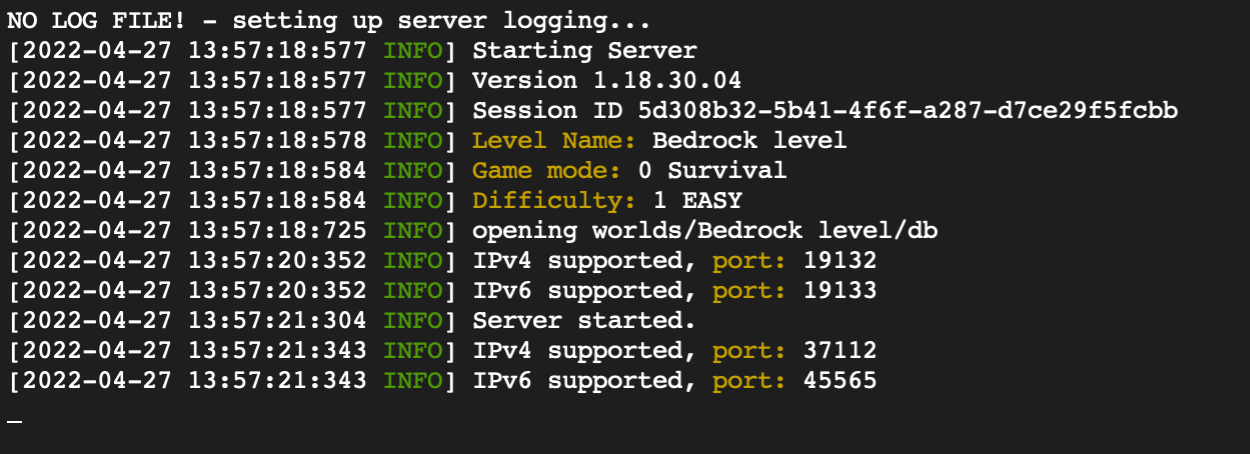 NO LOG FILE! - setting up server logging...
[2022-04-27 13:57:18:577 INFO] Starting Server
[2022-04-27 13:57:18:577 INFO] Version 1.18.30.04
[2022-04-27 13:57:18:577 INFO] Session ID 5d308b32-5b41-4f6f-a287-d7ce29f5fcbb
[2022-04-27 13:57:18:578 INFO] Level Name: Bedrock level
[2022-04-27 13:57:18:584 INFO] Game mode: 0 Survival
[2022-04-27 13:57:18:584 INFO] Difficulty: 1 EASY
[2022-04-27 13:57:18:725 INFO] opening worlds/Bedrock level/db
[2022-04-27 13:57:20:352 INFO] IPv4 supported, port: 19132
[2022-04-27 13:57:20:352 INFO] IPv6 supported, port: 19133
[2022-04-27 13:57:21:304 INFO] Server started.
[2022-04-27 13:57:21:343 INFO] IPv4 supported, port: 37112
[2022-04-27 13:57:21:343 INFO] IPv6 supported, port: 45565